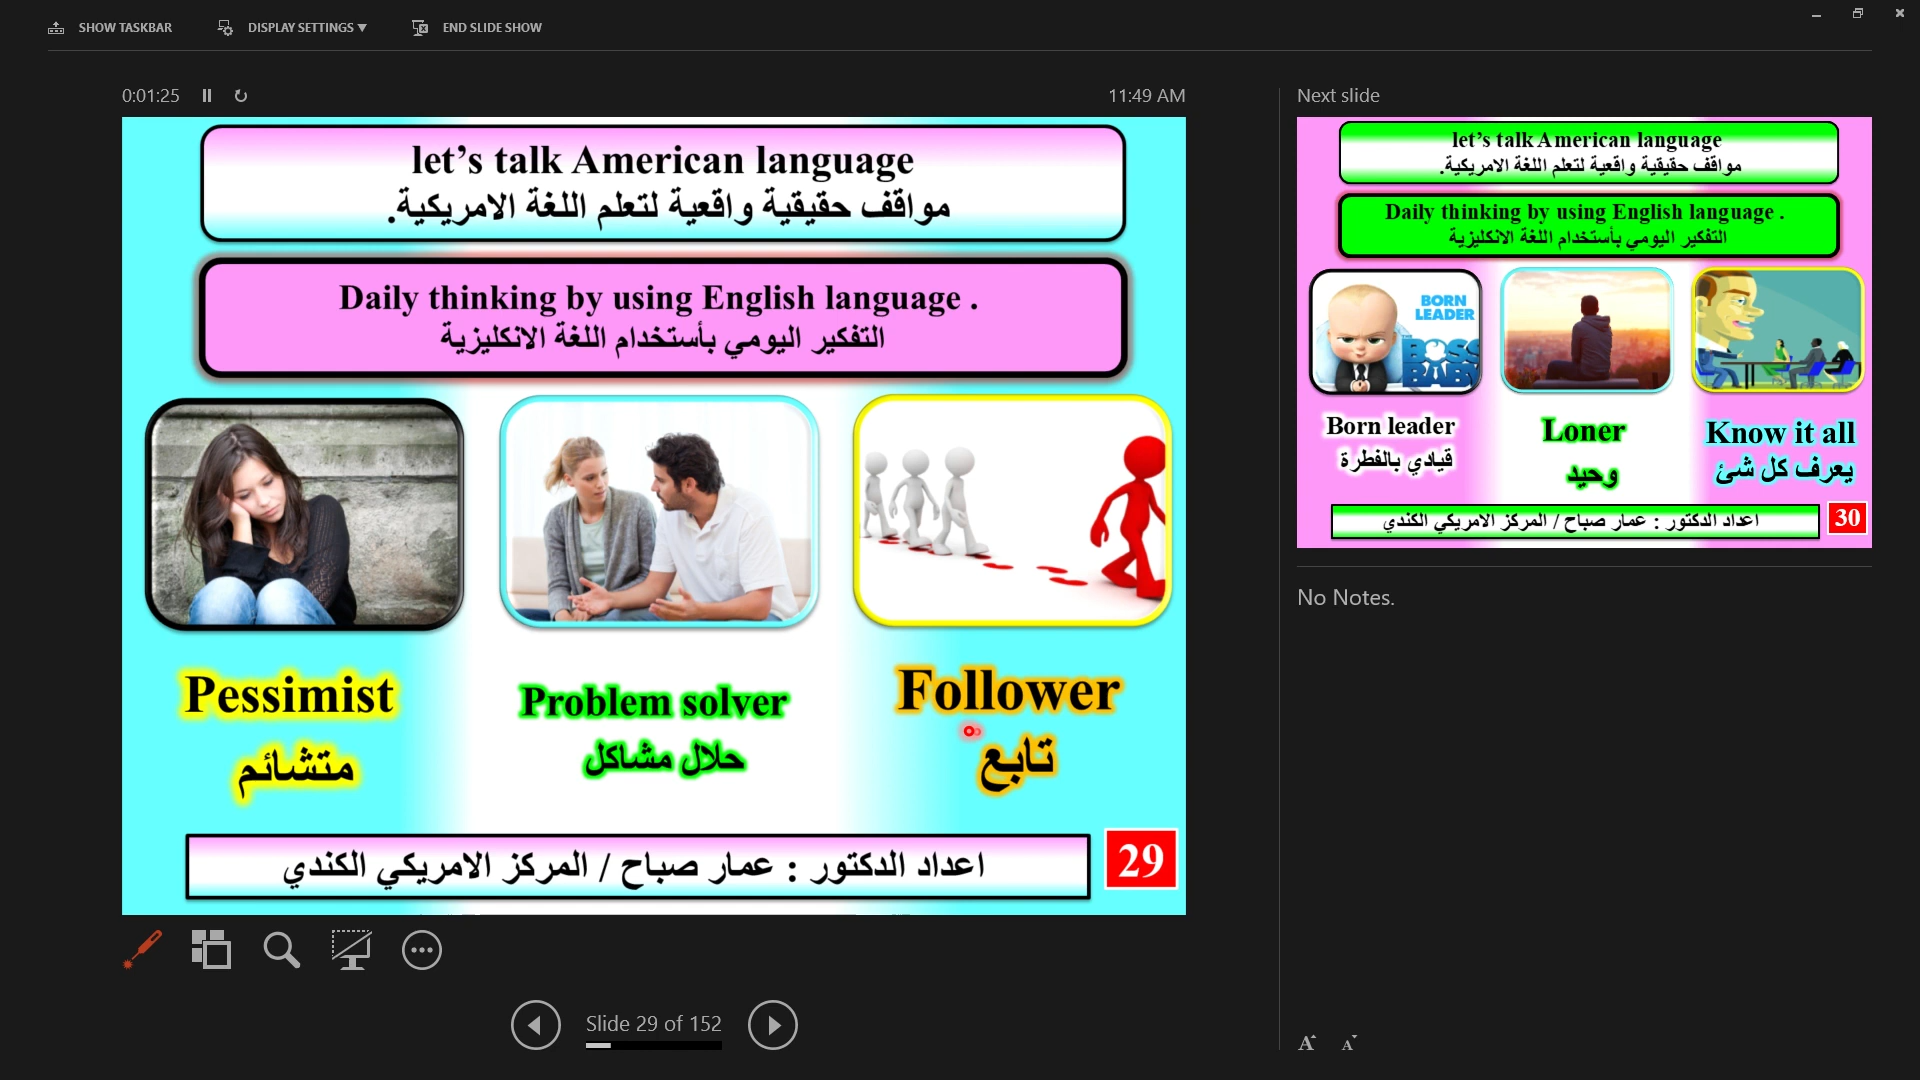 SHOW TASKBAR
DISPLAY SETTINGS
END SLIDE SHOW
0:01:25
11:49 AM
let’s talk American language
مواقف حقيقية واقعية لتعلم اللغة الامريكية.
Daily thinking by using English language .
التفكير اليومي بأستخدام اللغة الانكليزية
Pessimist
متشائم
Problem solver
حلال مشاكل
Follower
تابع
اعداد الدكتور : عمار صباح / المركز الامريكي الكندي
29
Slide 29 of 152
Next slide
let’s talk American language
مواقف حقيقية واقعية لتعلم اللغة الامريكية.
Daily thinking by using English language .
التفكير اليومي بأستخدام اللغة الانكليزية
BORN
LEADER
THE
BOSS
BABY
Born leader
قيادي بالفطرة
Loner
وحيد
Know it all
يعرف كل شئ
اعداد الدكتور : عمار صباح / المركز الامريكي الكندي
30
No Notes.
A A